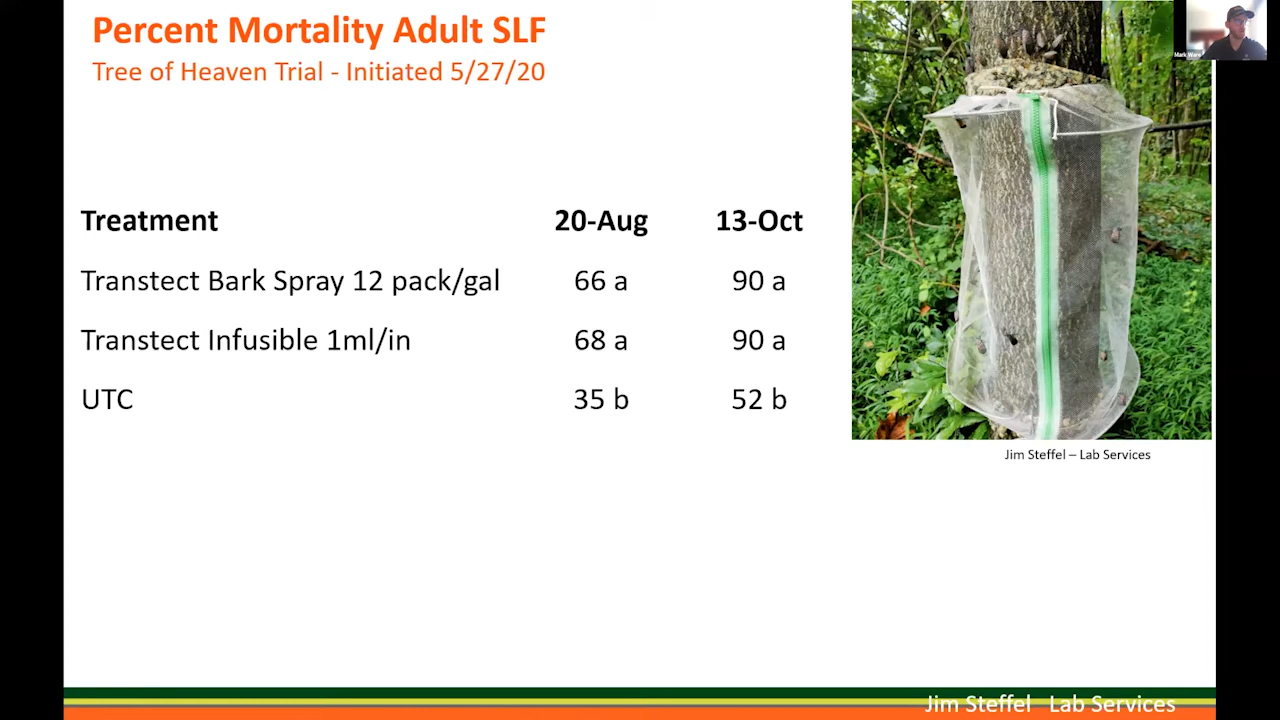 Percent Mortality Adult SLF
Tree of Heaven Trial - Initiated 5/27/20
Mark Ware
Treatment 20-Aug 13-Oct
Transtect Bark Spray 12 pack/gal 66 a 90 a
Transtect Infusible 1ml/in 68 a 90 a
UTC 35 b 52 b
Jim Steffel – Lab Services
Jim Steffel Lab Services